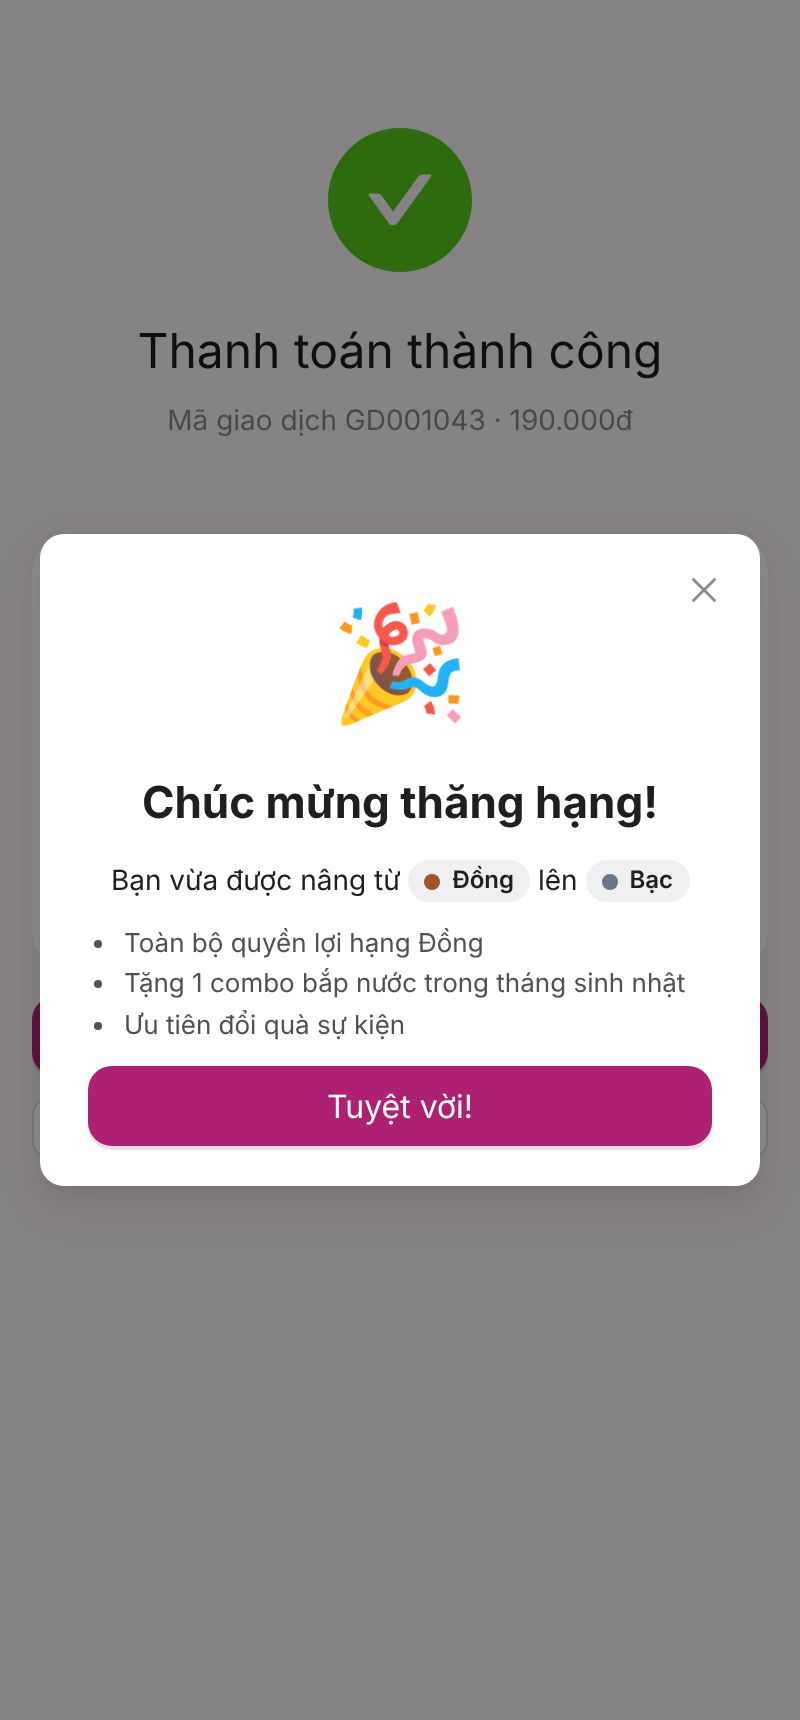 Thanh toán thành công
Mã giao dịch GD001043 · 190.000đ
Chúc mừng thăng hạng!
Bạn vừa được nâng từ Đồng lên Bạc
Toàn bộ quyền lợi hạng Đồng
Tặng 1 combo bắp nước trong tháng sinh nhật
Ưu tiên đổi quà sự kiện
Tuyệt vời!